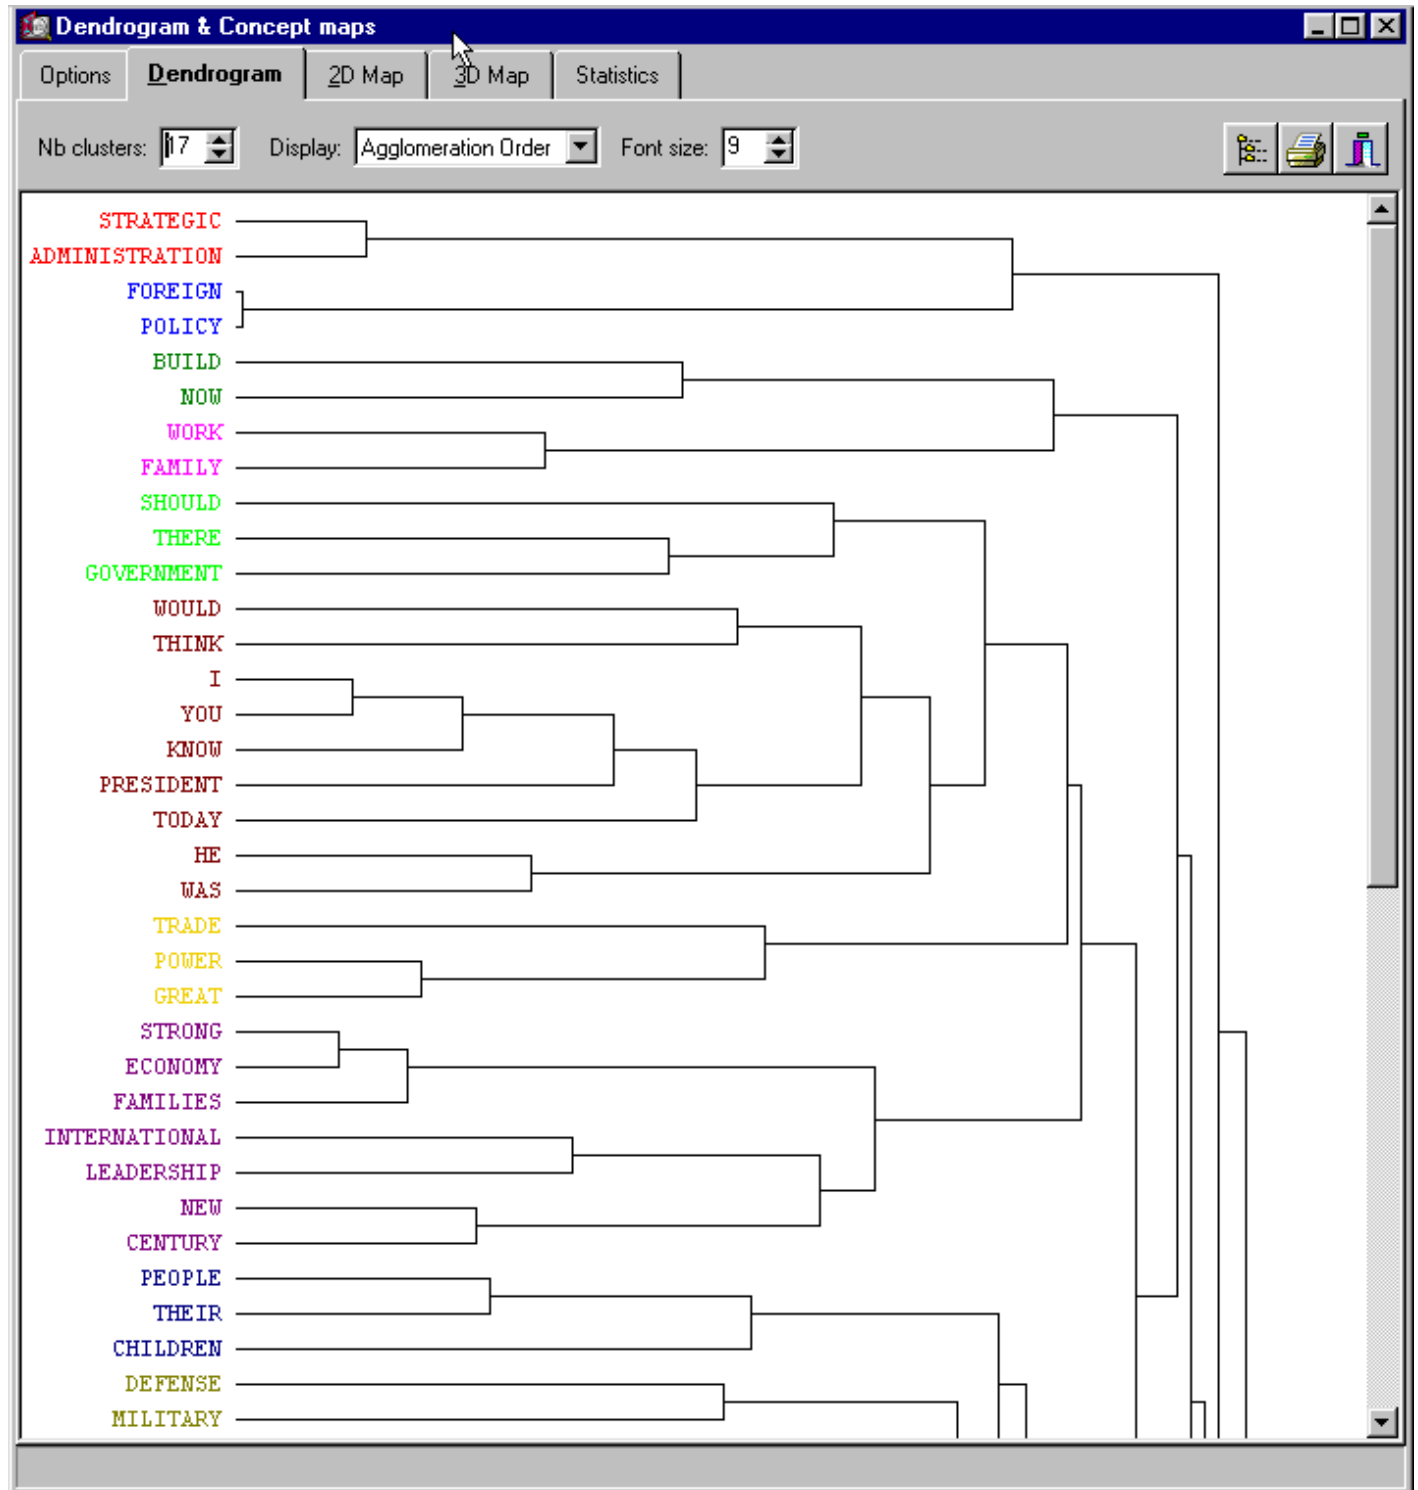 Dendrogram & Concept maps
Options Dendrogram 2D Map 3D Map Statistics
Nb clusters: 17 Display: Agglomeration Order Font size: 9
STRATEGIC
ADMINISTRATION
FOREIGN
POLICY
BUILD
NOW
WORK
FAMILY
SHOULD
THERE
GOVERNMENT
WOULD
THINK
I
YOU
KNOW
PRESIDENT
TODAY
HE
WAS
TRADE
POWER
GREAT
STRONG
ECONOMY
FAMILIES
INTERNATIONAL
LEADERSHIP
NEW
CENTURY
PEOPLE
THEIR
CHILDREN
DEFENSE
MILITARY